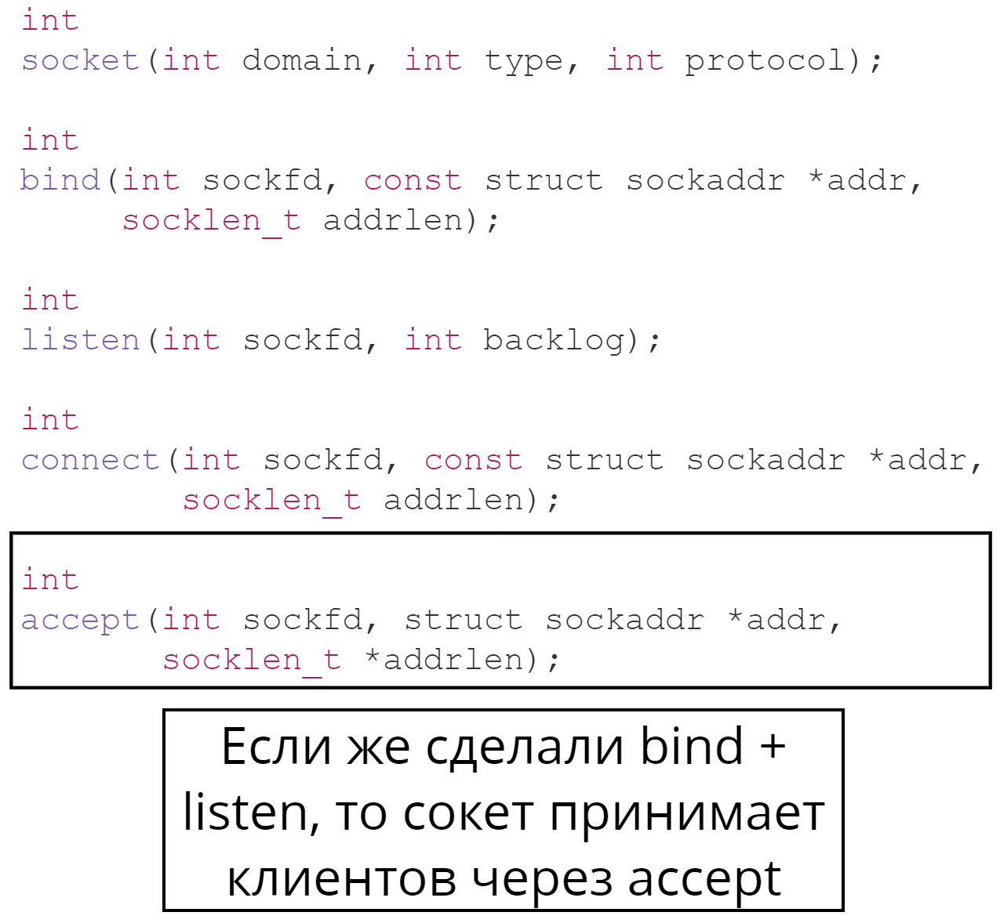 int
socket(int domain, int type, int protocol);
int
bind(int sockfd, const struct sockaddr *addr,
socklen_t addrlen);
int
listen(int sockfd, int backlog);
int
connect(int sockfd, const struct sockaddr *addr,
socklen_t addrlen);
int
accept(int sockfd, struct sockaddr *addr,
socklen_t *addrlen);
Если же сделали bind +
listen, то сокет принимает
клиентов через accept